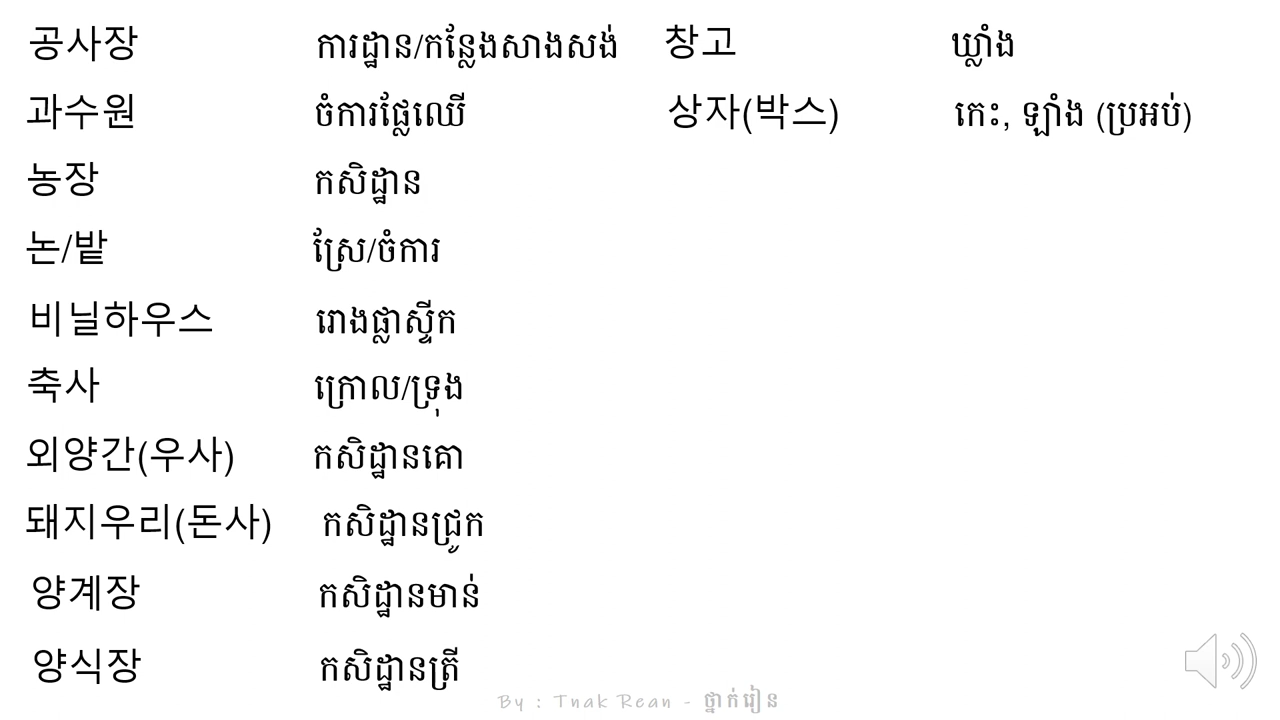 공사장 ការដ្ឋាន/កន្លែងសាងសង់
과수원 ចំការផ្លែឈើ
농장 កសិដ្ឋាន
논/밭 ស្រែ/ចំការ
비닐하우스 រោងផ្លាស្ទីក
축사 ក្រោល/ទ្រុង
외양간(우사) កសិដ្ឋានគោ
돼지우리(돈사) កសិដ្ឋានជ្រូក
양계장 កសិដ្ឋានមាន់
양식장 កសិដ្ឋានត្រី
창고 ឃ្លាំង
상자(박스) កេះ, ឡាំង (ប្រអប់)
By : Tnak Rean - ថ្នាក់រៀន